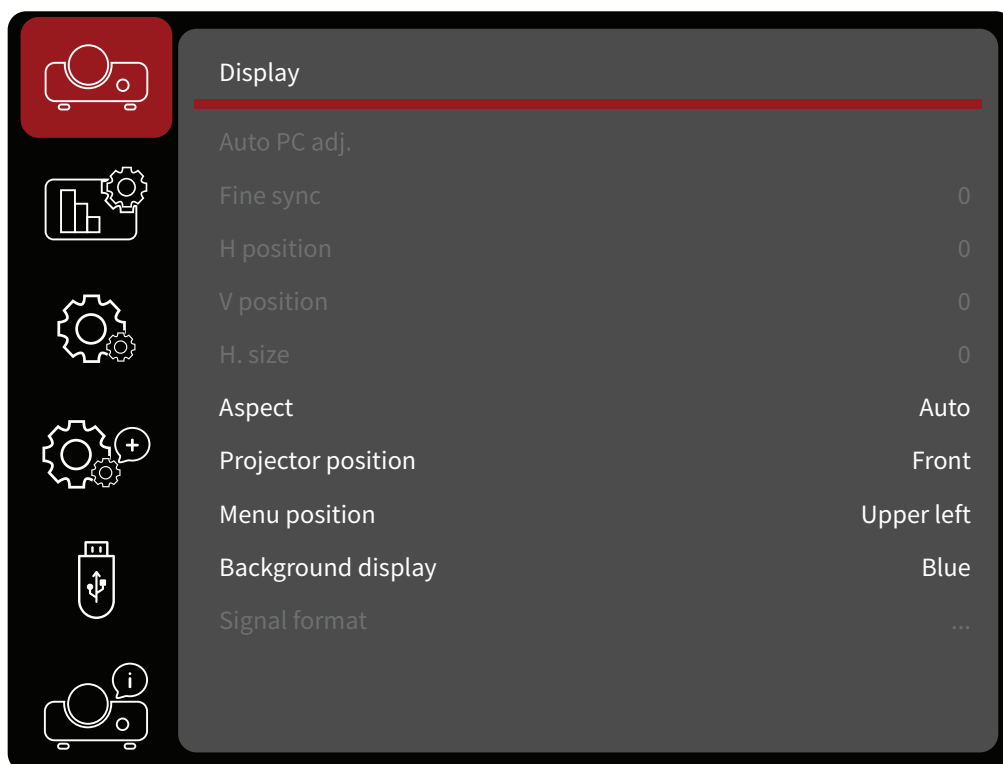 Display
Auto PC adj.
Fine sync 0
H position 0
V position 0
H. size 0
Aspect Auto
Projector position Front
Menu position Upper left
Background display Blue
Signal format ...